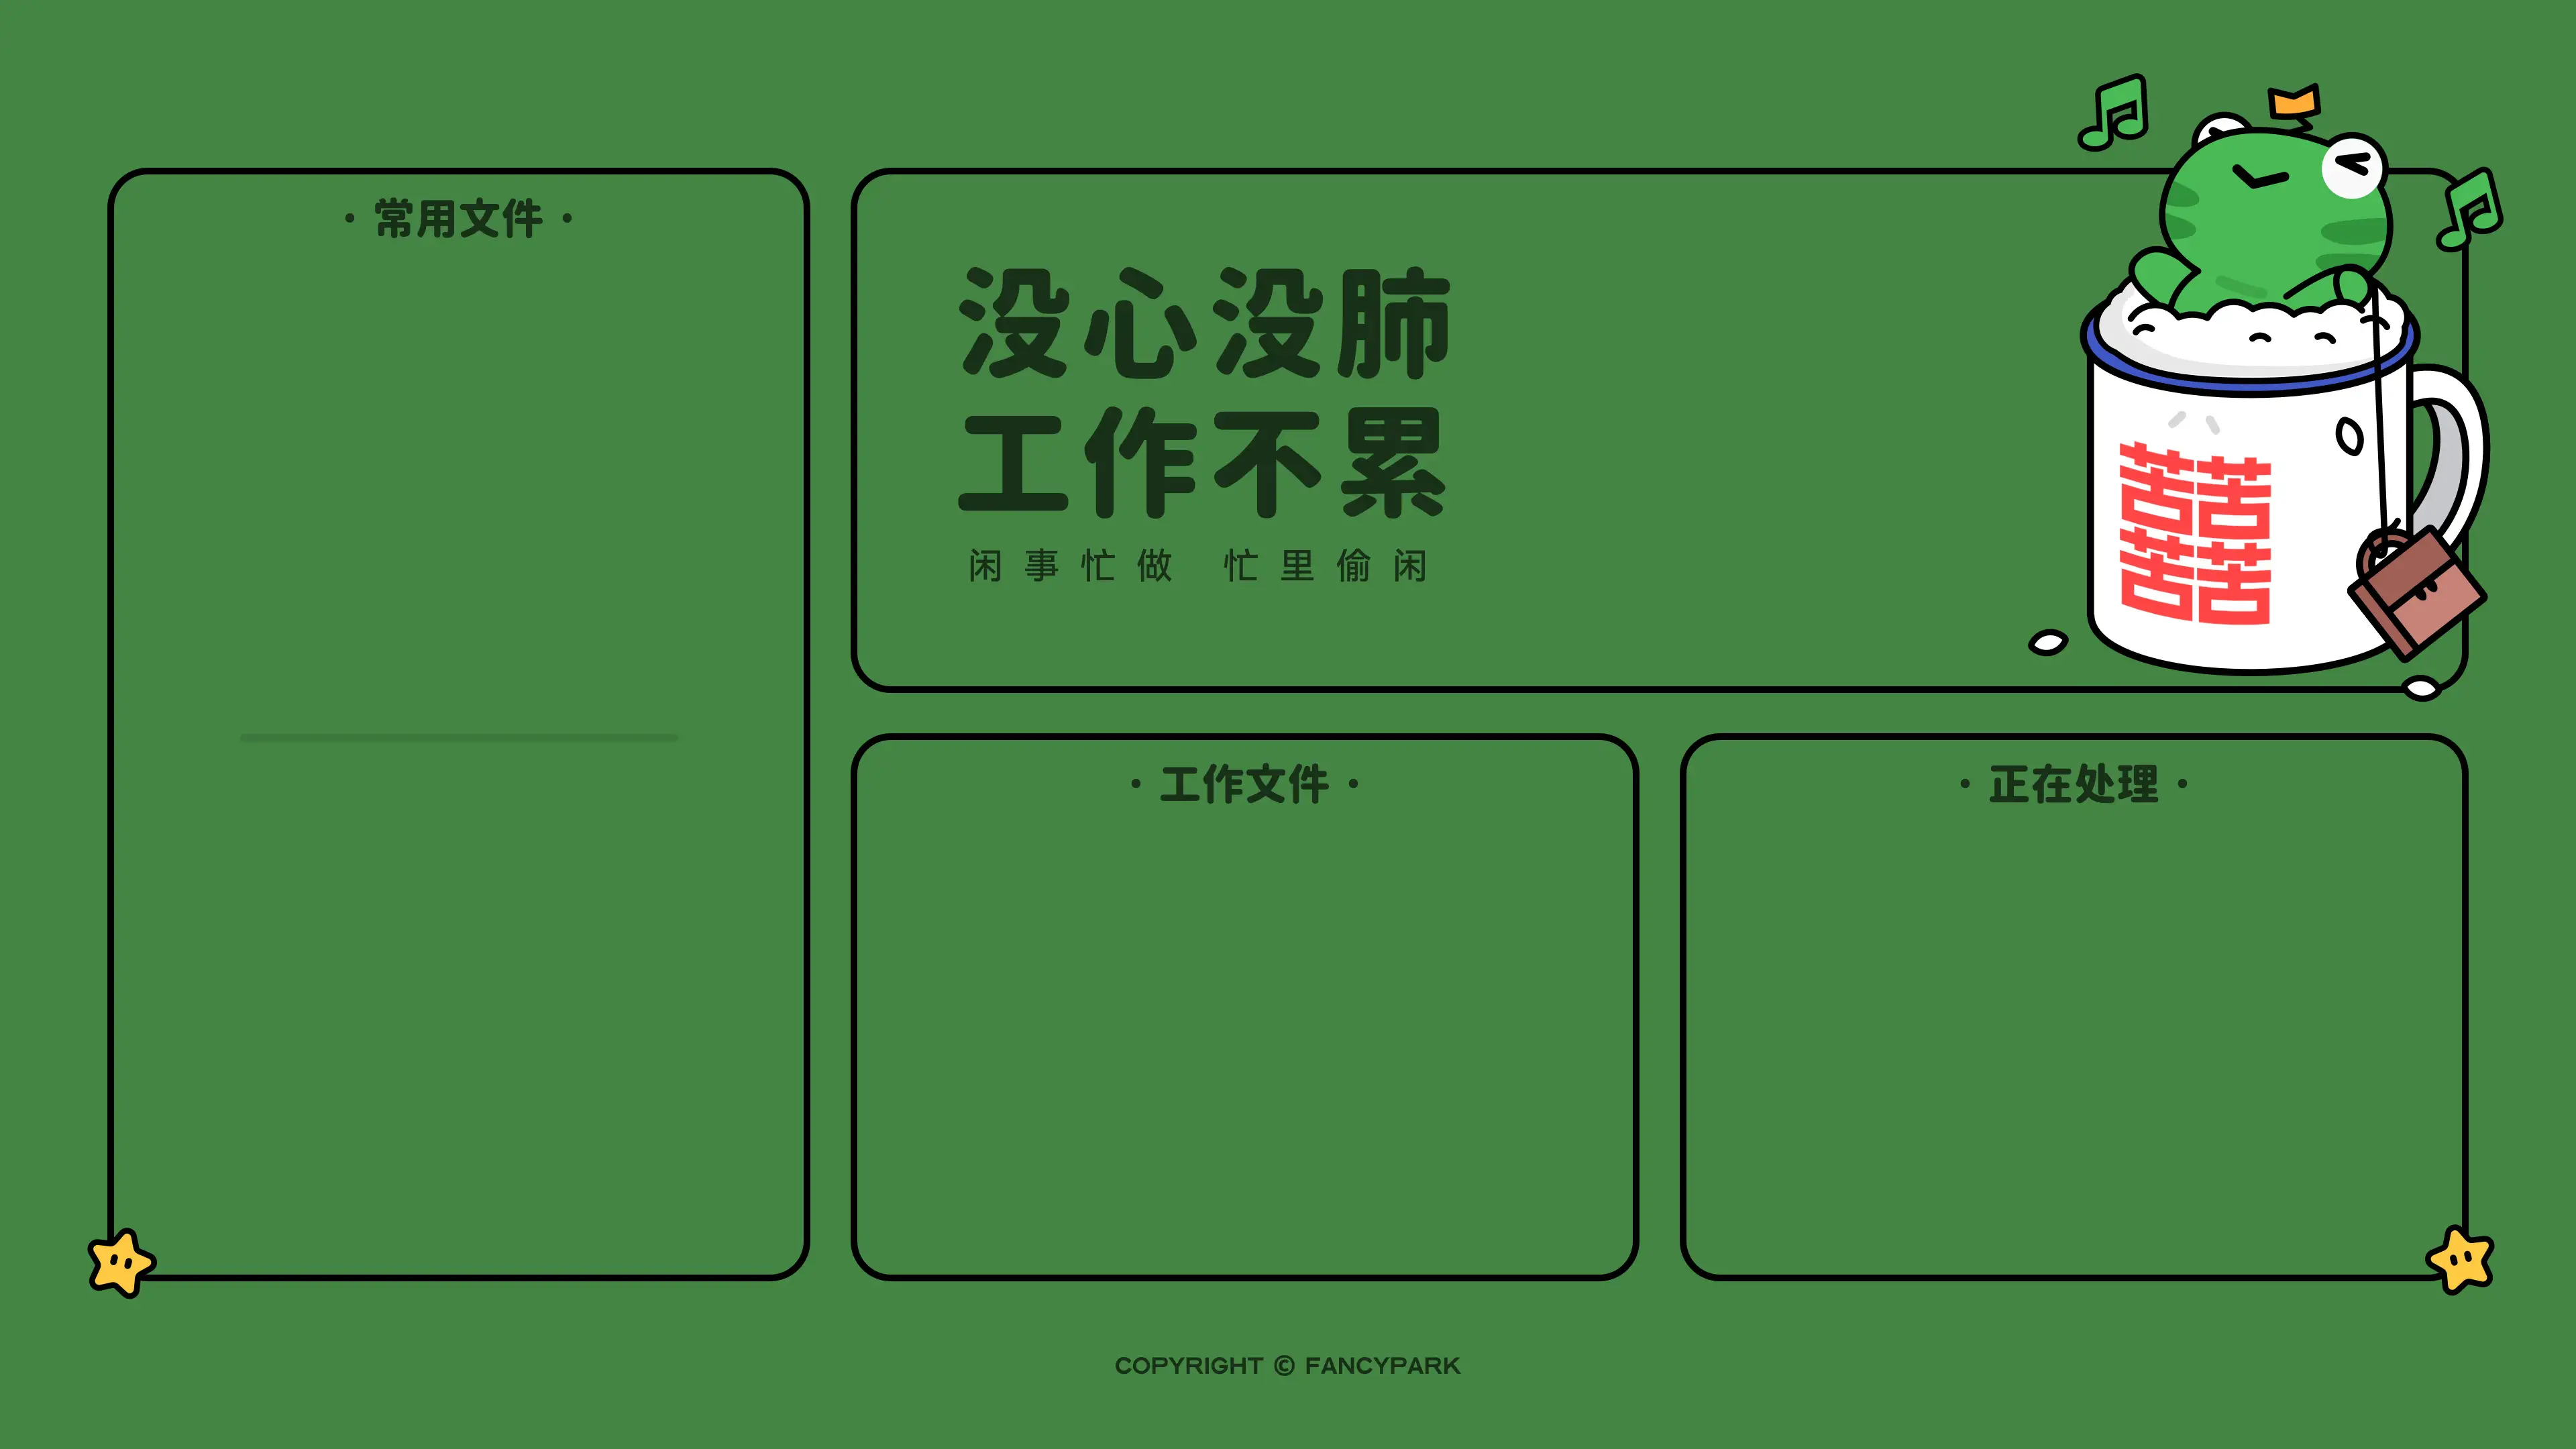 · 常用文件 ·
没心没肺
工作不累
闲事忙做 忙里偷闲
苦苦
苦苦
· 工作文件 ·
· 正在处理 ·
COPYRIGHT © FANCYPARK